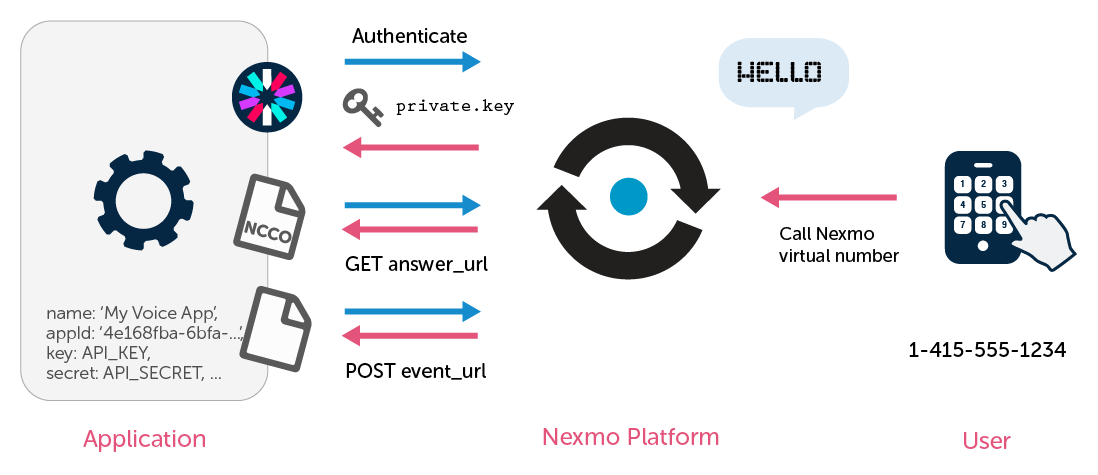 Authenticate
private.key
HELLO
1 2 3
4 5
7 8 9
NCCO
GET answer_url
Call Nexmo
virtual number
name: ‘My Voice App’,
appId: ‘4e168fba-6bfa-...’,
key: API_KEY,
secret: API_SECRET, ...
POST event_url
1-415-555-1234
Application
Nexmo Platform
User